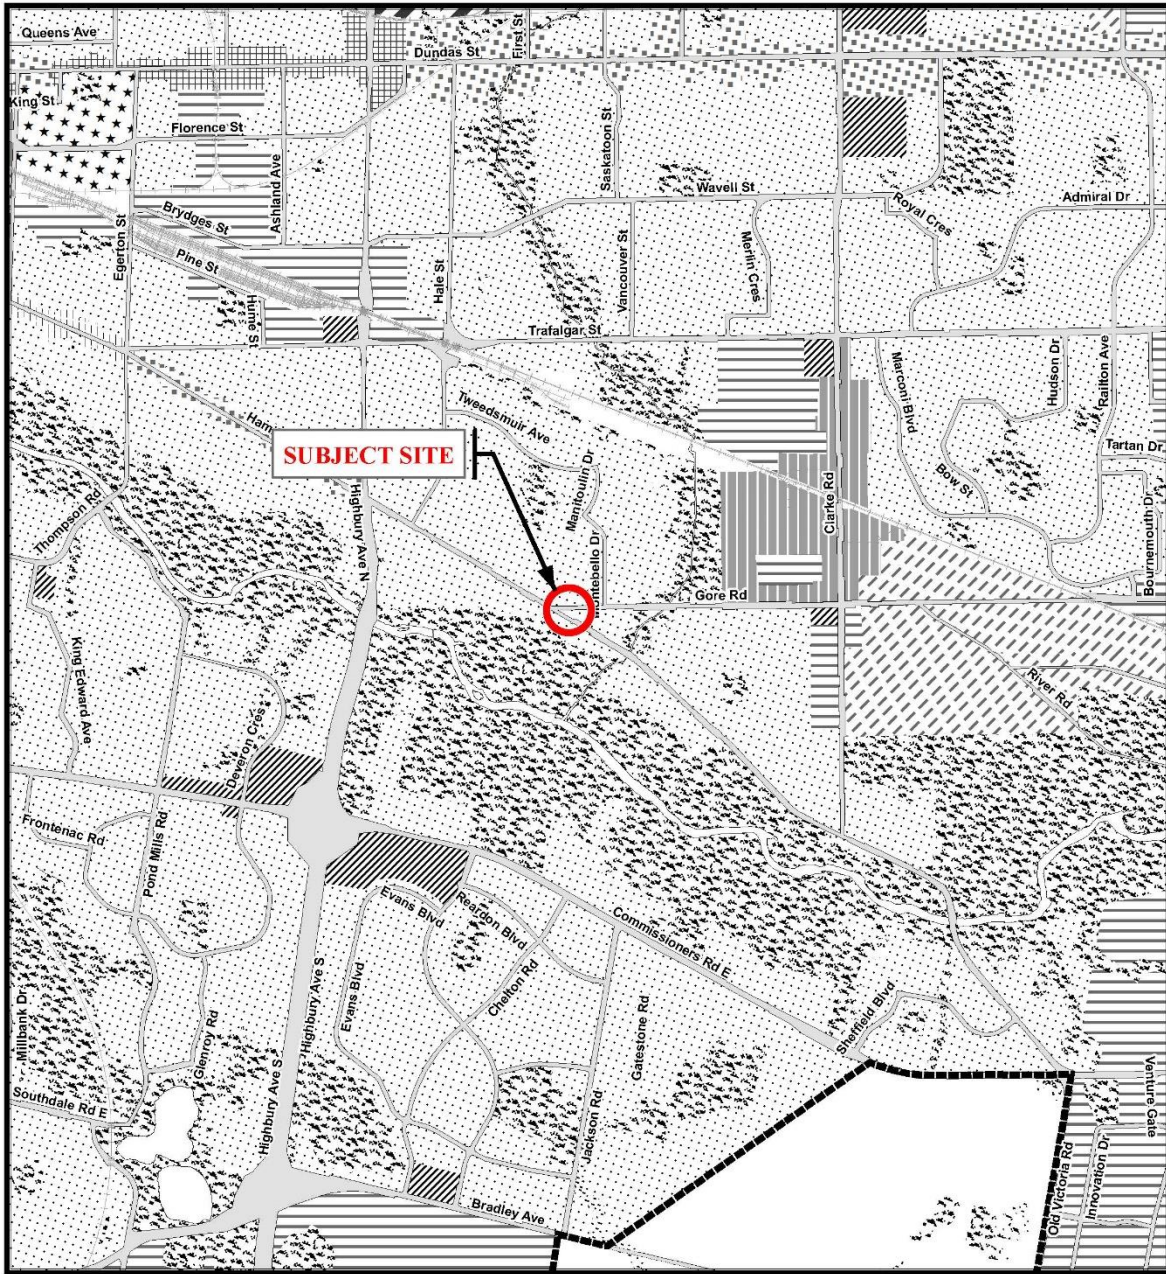 Queens Ave
First St
Dundas St
King St
Florence St
Saskatoon St
Ashland Ave
Wavell St
Royal Cres
Admiral Dr
Brydges St
Egerton St
Pine St
Hale St
Vancouver St
Merlin Cres
Hume St
Trafalgar St
Marconi Blvd
Hudson Dr
Railton Ave
Tweedsmuir Ave
Ham
SUBJECT SITE
Tartan Dr
Manitoulin Dr
Bow St
Clarke Rd
Highbury Ave N
Thompson Rd
Bournemouth Dr
ntebello Dr
Gore Rd
King Edward Ave
River Rd
Deveron Cres
Frontenac Rd
Pond Mills Rd
Evans Blvd
Reardon Blvd
Commissioners Rd E
Chelton Rd
Evans Blvd
Highbury Ave S
Gatestone Rd
Sheffield Blvd
Millbank Dr
Glenroy Rd
Southdale Rd E
Highbury Ave S
Jackson Rd
Venture Gate
Old Victoria Rd
Innovation Dr
Bradley Ave